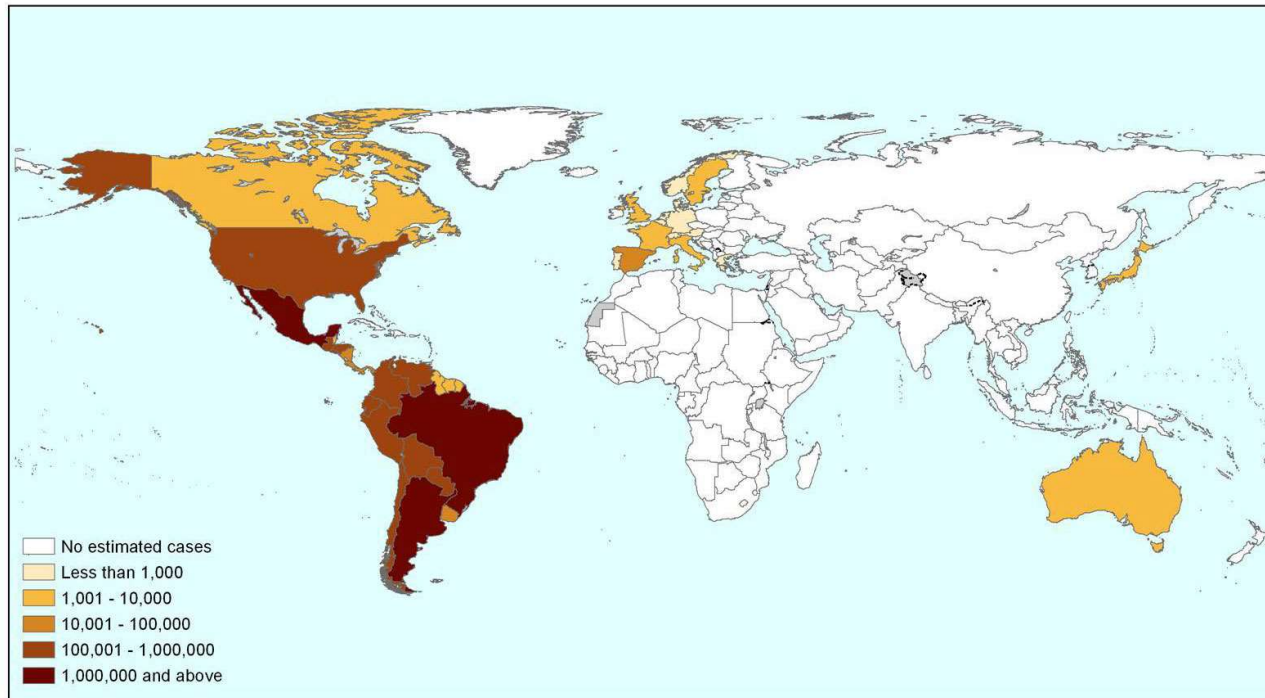 No estimated cases
Less than 1,000
1,001 - 10,000
10,001 - 100,000
100,001 - 1,000,000
1,000,000 and above